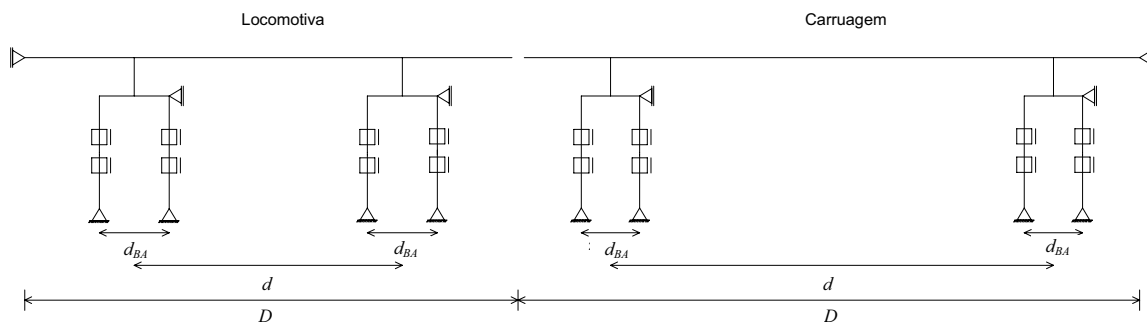 Locomotiva Carruagem
d_BA d_BA d_BA d_BA
d d
D D